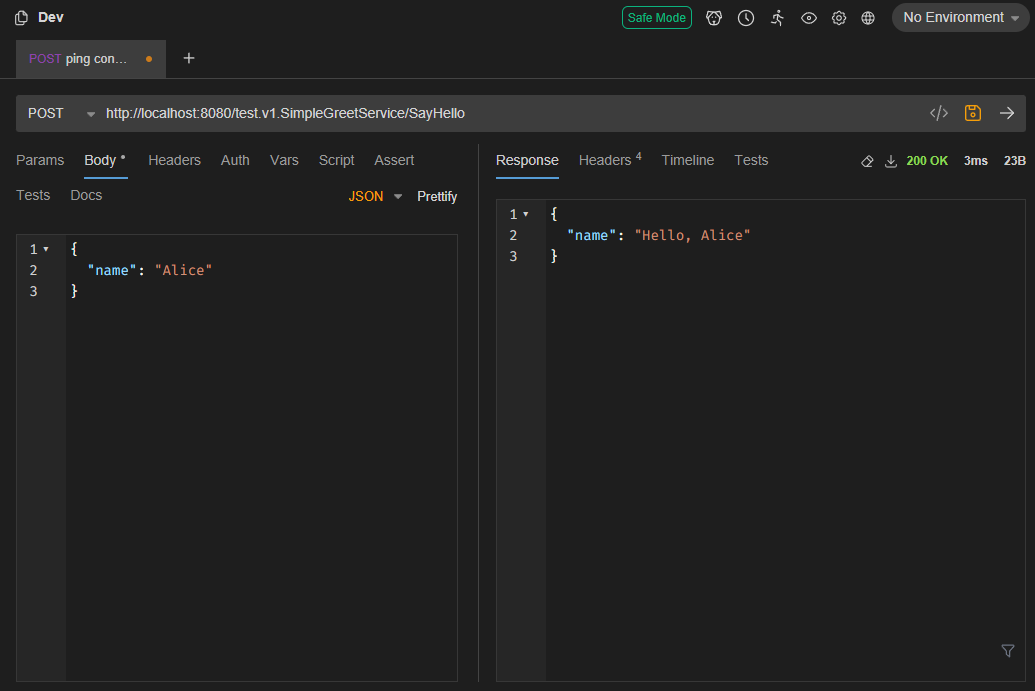 Dev
Safe Mode
No Environment
POST ping con...
+
POST
http://localhost:8080/test.v1.SimpleGreetService/SayHello
Params Body Headers Auth Vars Script Assert
Tests Docs
JSON
Prettify
1 {
2 "name": "Alice"
3 }
Response Headers 4 Timeline Tests
200 OK 3ms 23B
1 {
2 "name": "Hello, Alice"
3 }